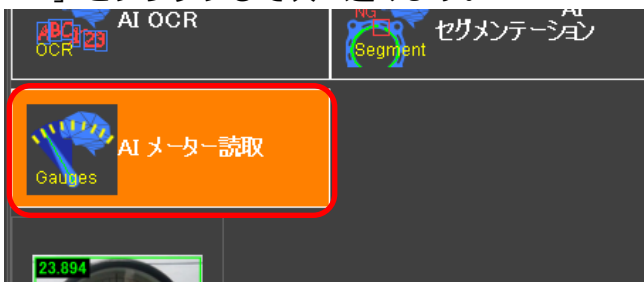 AI OCR
ABC123
OCR
NG
AI
セグメンテーション
Segment
AI メーター読取
Gauges
23.894